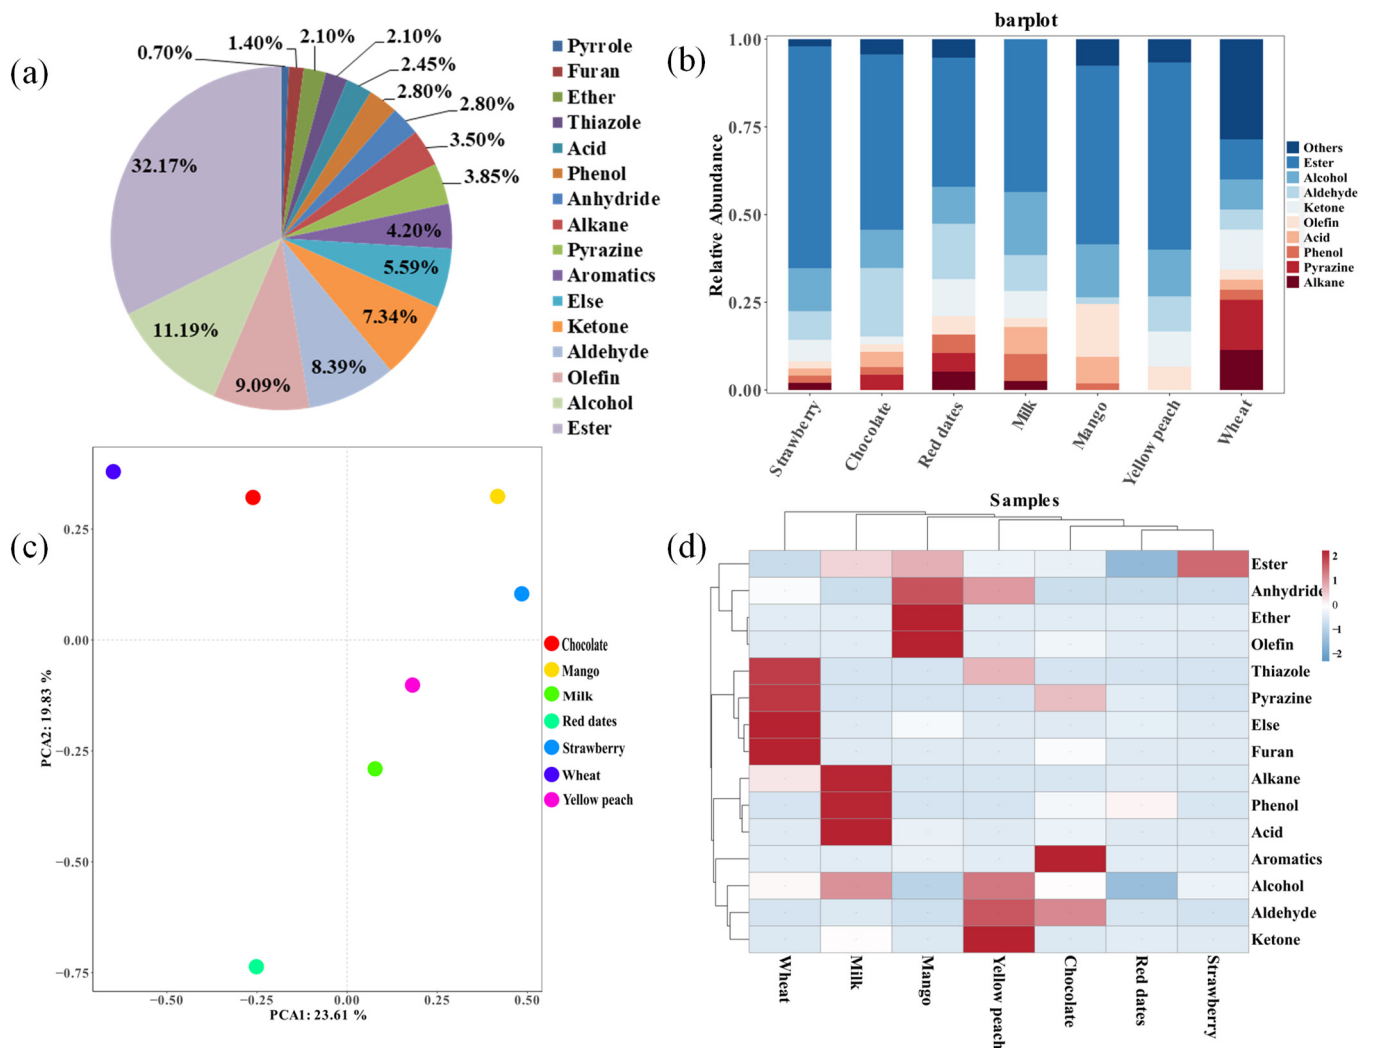 (a)
0.70%
1.40%
2.10%
2.10%
2.45%
2.80%
2.80%
3.50%
3.85%
4.20%
5.59%
7.34%
8.39%
9.09%
11.19%
32.17%
Pyrrole
Furan
Ether
Thiazole
Acid
Phenol
Anhydride
Alkane
Pyrazine
Aromatics
Else
Ketone
Aldehyde
Olefin
Alcohol
Ester
(b)
barplot
Relative Abundance
1.00
0.75
0.50
0.25
0.00
Strawberry
Chocolate
Red dates
Milk
Mango
Yellow peach
Wheat
Samples
Others
Ester
Alcohol
Aldehyde
Ketone
Olefin
Acid
Phenol
Pyrazine
Alkane
(c)
PCA2: 19.83 %
0.25
0.00
−0.25
−0.50
−0.75
−0.50
−0.25
0.00
0.25
0.50
PCA1: 23.61 %
Chocolate
Mango
Milk
Red dates
Strawberry
Wheat
Yellow peach
(d)
Ester
Anhydride
Ether
Olefin
Thiazole
Pyrazine
Else
Furan
Alkane
Phenol
Acid
Aromatics
Alcohol
Aldehyde
Ketone
2
1
0
−1
−2
Wheat
Milk
Mango
Yellow peach
Chocolate
Red dates
Strawberry